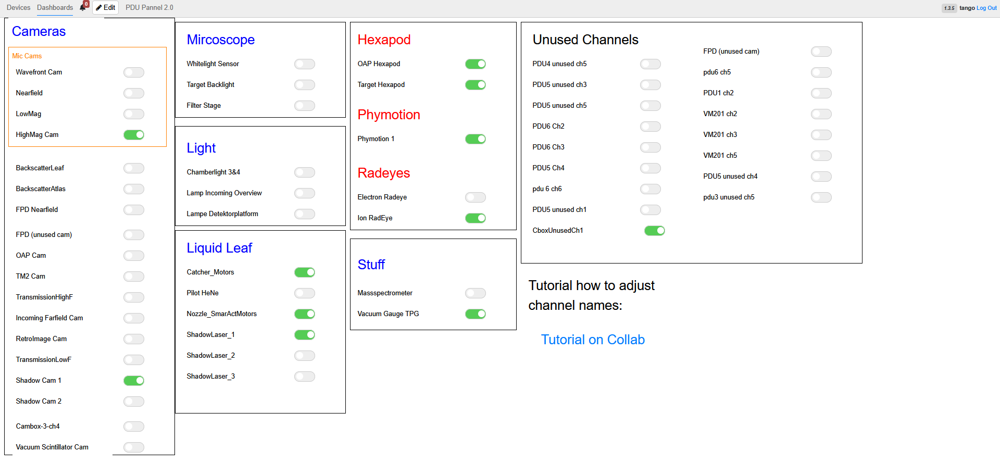 Devices Dashboards 0 Edit PDU Pannel 2.0 1.3.5 tango Log Out
Cameras
Mic Cams
Wavefront Cam
Nearfield
LowMag
HighMag Cam
BackscatterLeaf
BackscatterAtlas
FPD Nearfield
FPD (unused cam)
OAP Cam
TM2 Cam
TransmissionHighF
Incoming Farfield Cam
RetroImage Cam
TransmissionLowF
Shadow Cam 1
Shadow Cam 2
Cambox-3-ch4
Vacuum Scintillator Cam
Mircoscope
Whitelight Sensor
Target Backlight
Filter Stage
Light
Chamberlight 3&4
Lamp Incoming Overview
Lampe Detektorplatform
Liquid Leaf
Catcher_Motors
Pilot HeNe
Nozzle_SmarActMotors
ShadowLaser_1
ShadowLaser_2
ShadowLaser_3
Hexapod
OAP Hexapod
Target Hexapod
Phymotion
Phymotion 1
Radeyes
Electron Radeye
Ion RadEye
Stuff
Massspectrometer
Vacuum Gauge TPG
Unused Channels
PDU4 unused ch5
PDU5 unused ch3
PDU5 unused ch5
PDU6 Ch2
PDU6 Ch3
PDU5 Ch4
pdu 6 ch6
PDU5 unused ch1
CboxUnusedCh1
FPD (unused cam)
pdu6 ch5
PDU1 ch2
VM201 ch2
VM201 ch3
VM201 ch5
PDU5 unused ch4
pdu3 unused ch5
Tutorial how to adjust
channel names:
Tutorial on Collab